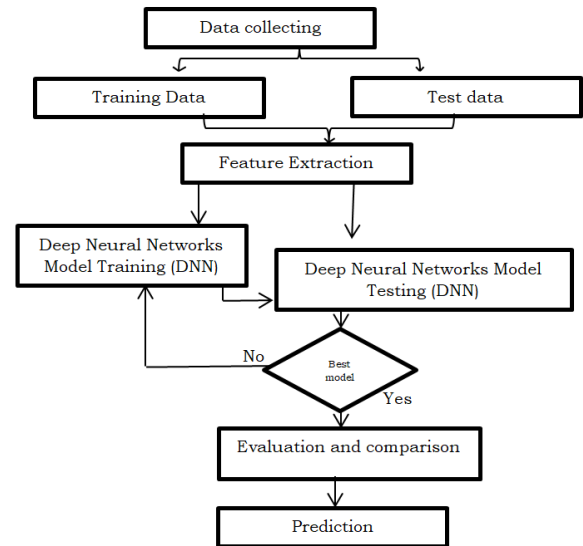 Data collecting
Training Data
Test data
Feature Extraction
Deep Neural Networks
Model Training (DNN)
Deep Neural Networks Model
Testing (DNN)
No
Best
model
Yes
Evaluation and comparison
Prediction